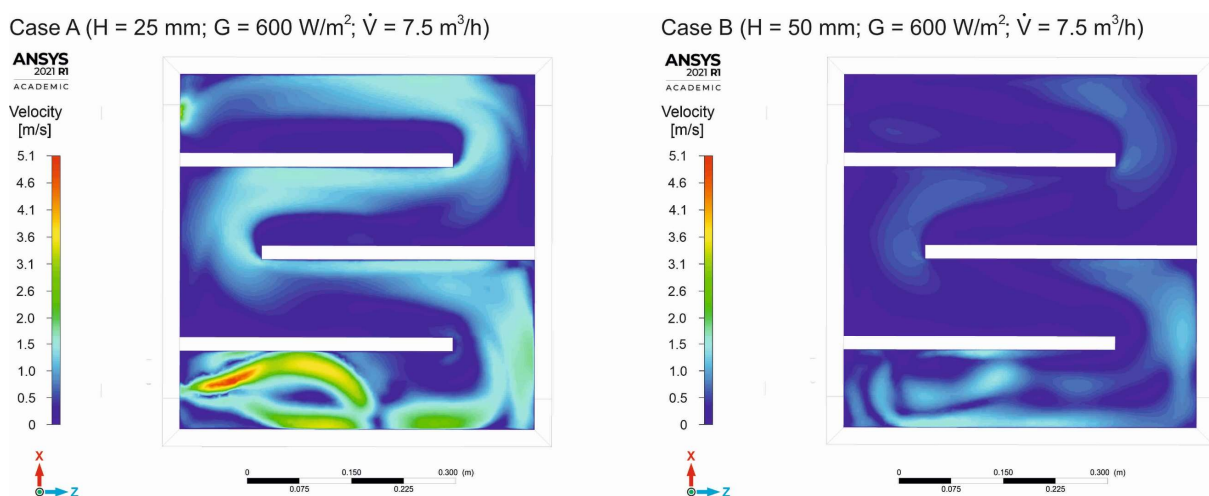 Case A (H = 25 mm; G = 600 W/m²; V̇ = 7.5 m³/h)
ANSYS
2021 R1
ACADEMIC
Velocity
[m/s]
5.1
4.6
4.1
3.6
3.1
2.6
2.0
1.5
1.0
0.5
0
X
Z
0
0.150
0.300 (m)
0.075
0.225
Case B (H = 50 mm; G = 600 W/m²; V̇ = 7.5 m³/h)
ANSYS
2021 R1
ACADEMIC
Velocity
[m/s]
5.1
4.6
4.1
3.6
3.1
2.6
2.0
1.5
1.0
0.5
0
X
Z
0
0.150
0.300 (m)
0.075
0.225